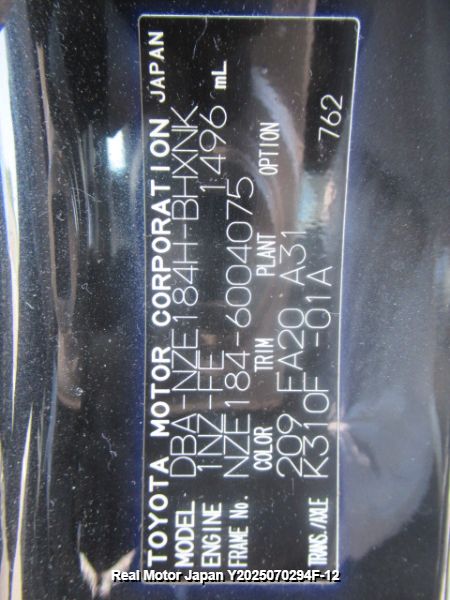 TOYOTA MOTOR CORPORATION JAPAN
MODEL DBA-NZE184H-BHXNK
ENGINE 1NZ-FE 1496 mL
FRAME No. NZE184-6004075
COLOR TRIM PLANT OPTION
209 FA20 A31
TRANS./AXLE K310F -01A 762
Real Motor Japan Y2025070294F-12